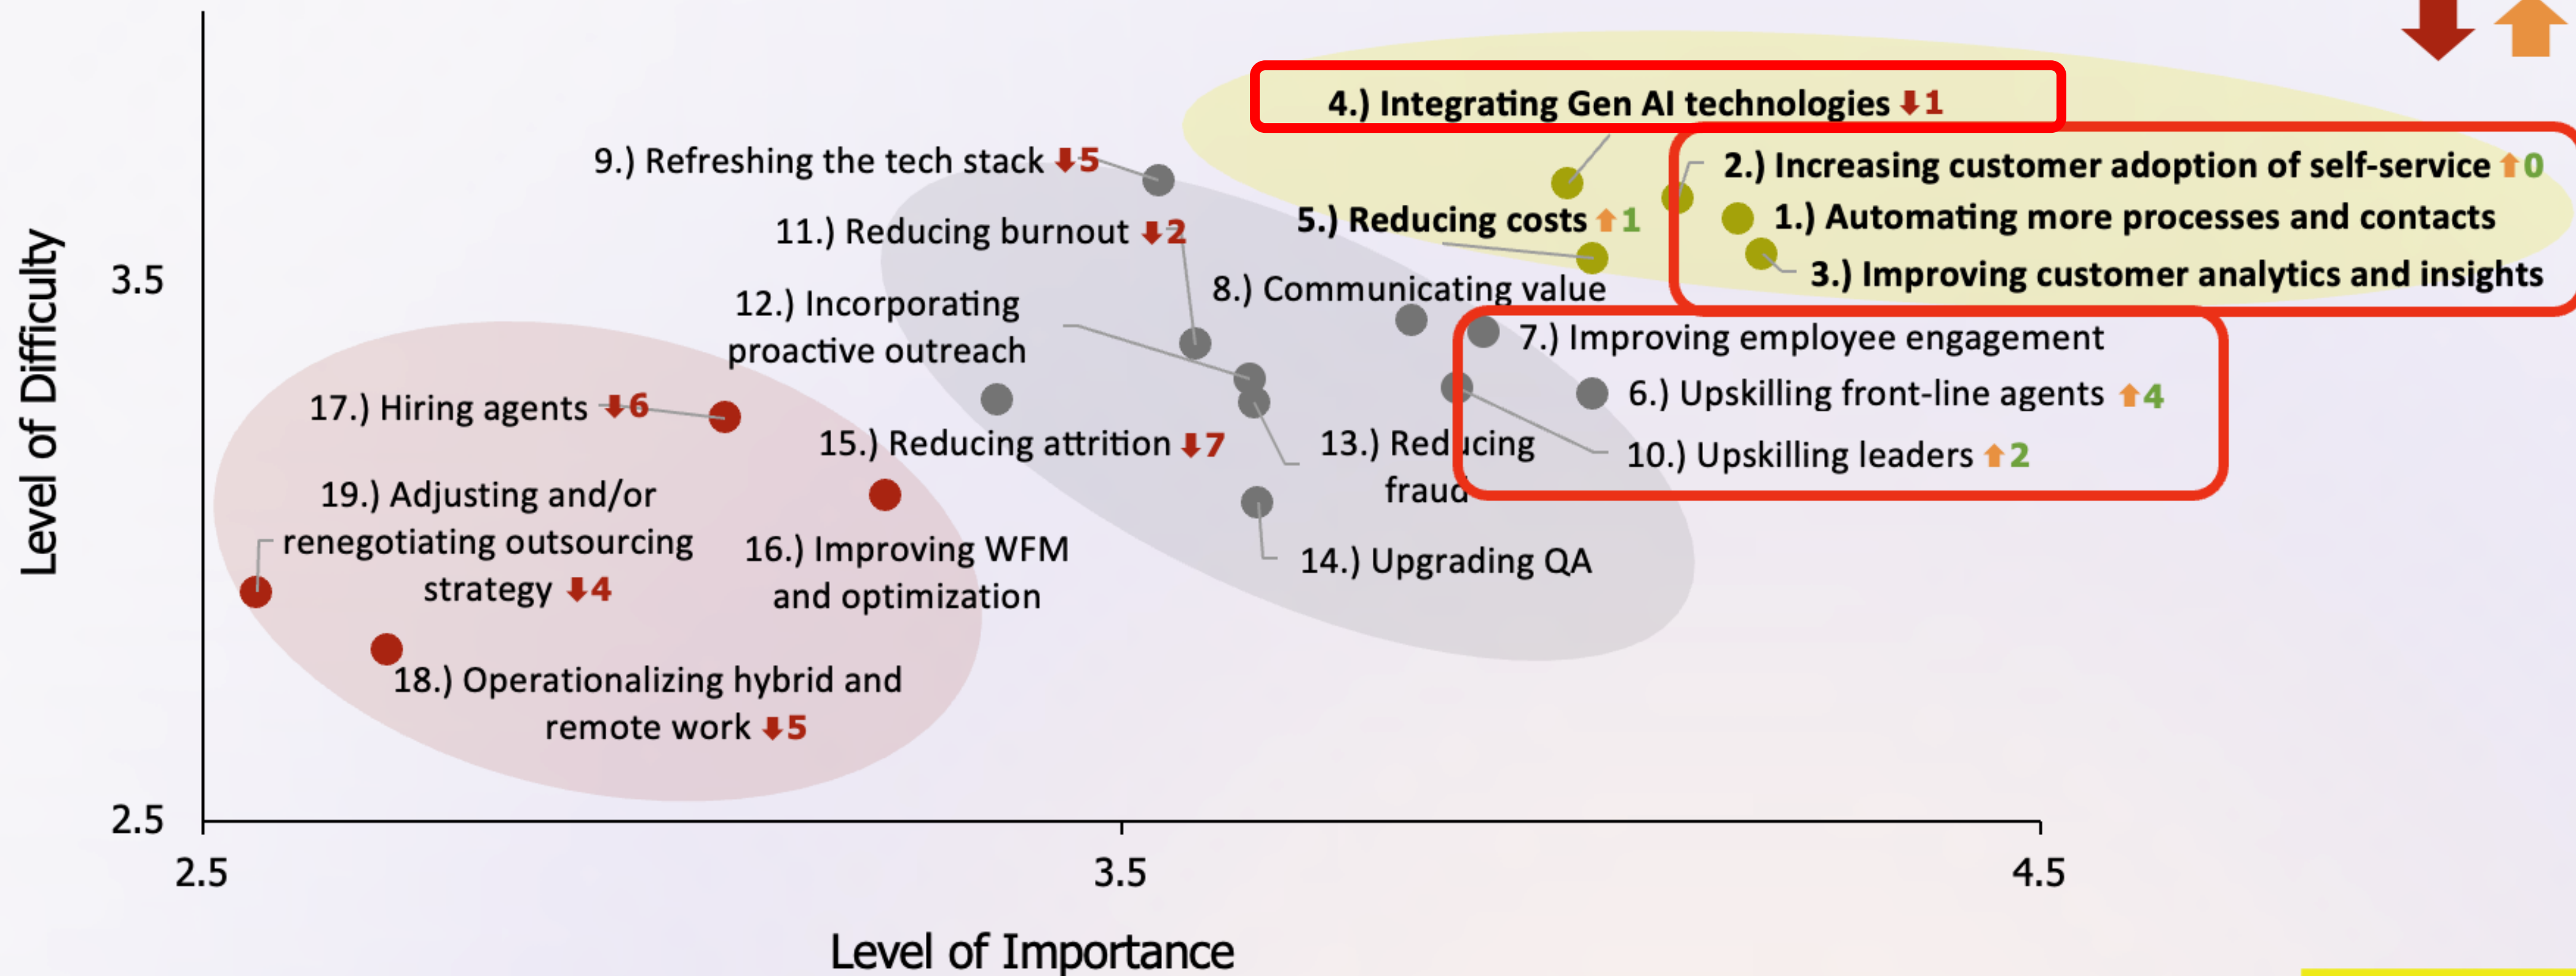 4.) Integrating Gen AI technologies ⬇1
9.) Refreshing the tech stack ⬇5
2.) Increasing customer adoption of self-service ⬆0
11.) Reducing burnout ⬇2
5.) Reducing costs ⬆1
1.) Automating more processes and contacts
3.) Improving customer analytics and insights
Level of Difficulty
3.5
12.) Incorporating
proactive outreach
8.) Communicating value
7.) Improving employee engagement
17.) Hiring agents ⬇6
6.) Upskilling front-line agents ⬆4
15.) Reducing attrition ⬇7
13.) Reducing
fraud
10.) Upskilling leaders ⬆2
19.) Adjusting and/or
renegotiating outsourcing
strategy ⬇4
16.) Improving WFM
and optimization
14.) Upgrading QA
18.) Operationalizing hybrid and
remote work ⬇5
2.5
2.5
3.5
4.5
Level of Importance